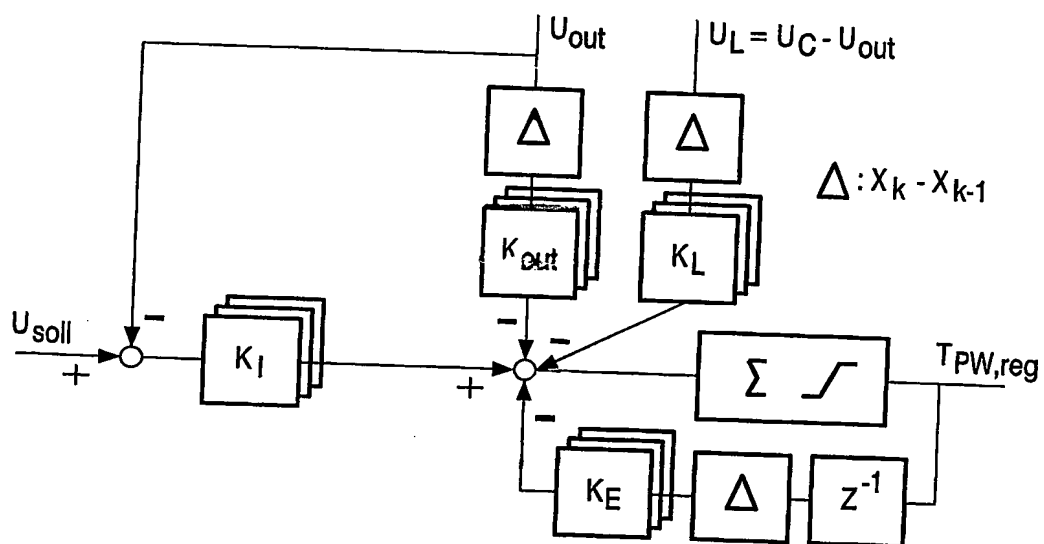 U_out
U_L = U_C - U_out
Δ
Δ
Δ : X_k - X_k-1
K_out
K_L
U_soll
−
+
K_I
+
−
−
−
Σ
T_PW,reg
K_E
Δ
Z^-1